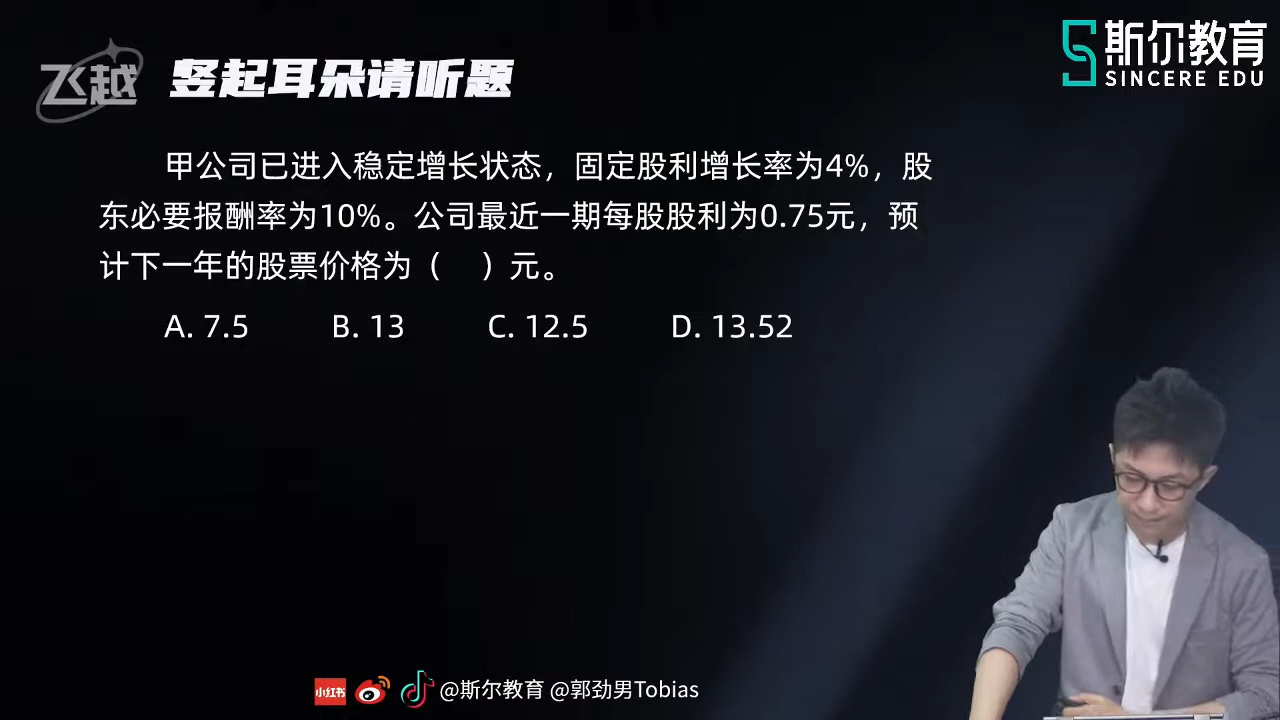 飞越
竖起耳朵请听题
斯尔教育
SINCERE EDU
甲公司已进入稳定增长状态，固定股利增长率为4%，股
东必要报酬率为10%。公司最近一期每股股利为0.75元，预
计下一年的股票价格为（ ）元。
A. 7.5 B. 13 C. 12.5 D. 13.52
小红书 @斯尔教育 @郭劲男Tobias